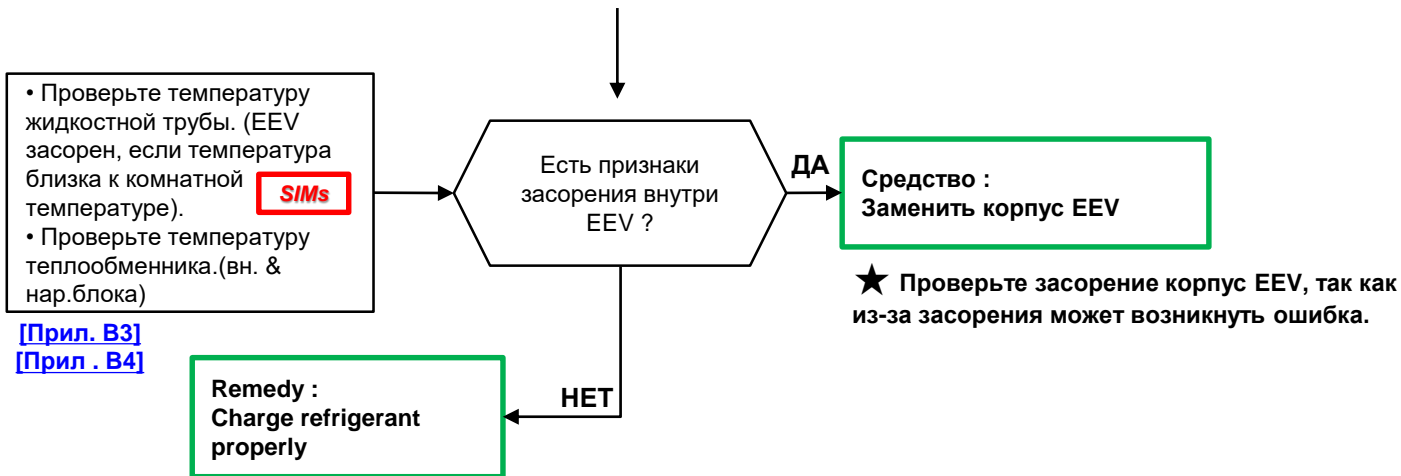 • Проверьте температуру
жидкостной трубы. (EEV
засорен, если температура
близка к комнатной
температуре).
SIMs
• Проверьте температуру
теплообменника.(вн. &
нар.блока)
[Прил. B3]
[Прил . B4]
Есть признаки
засорения внутри
EEV ?
ДА
Средство :
Заменить корпус EEV
★ Проверьте засорение корпус EEV, так как
из-за засорения может возникнуть ошибка.
НЕТ
Remedy :
Charge refrigerant
properly